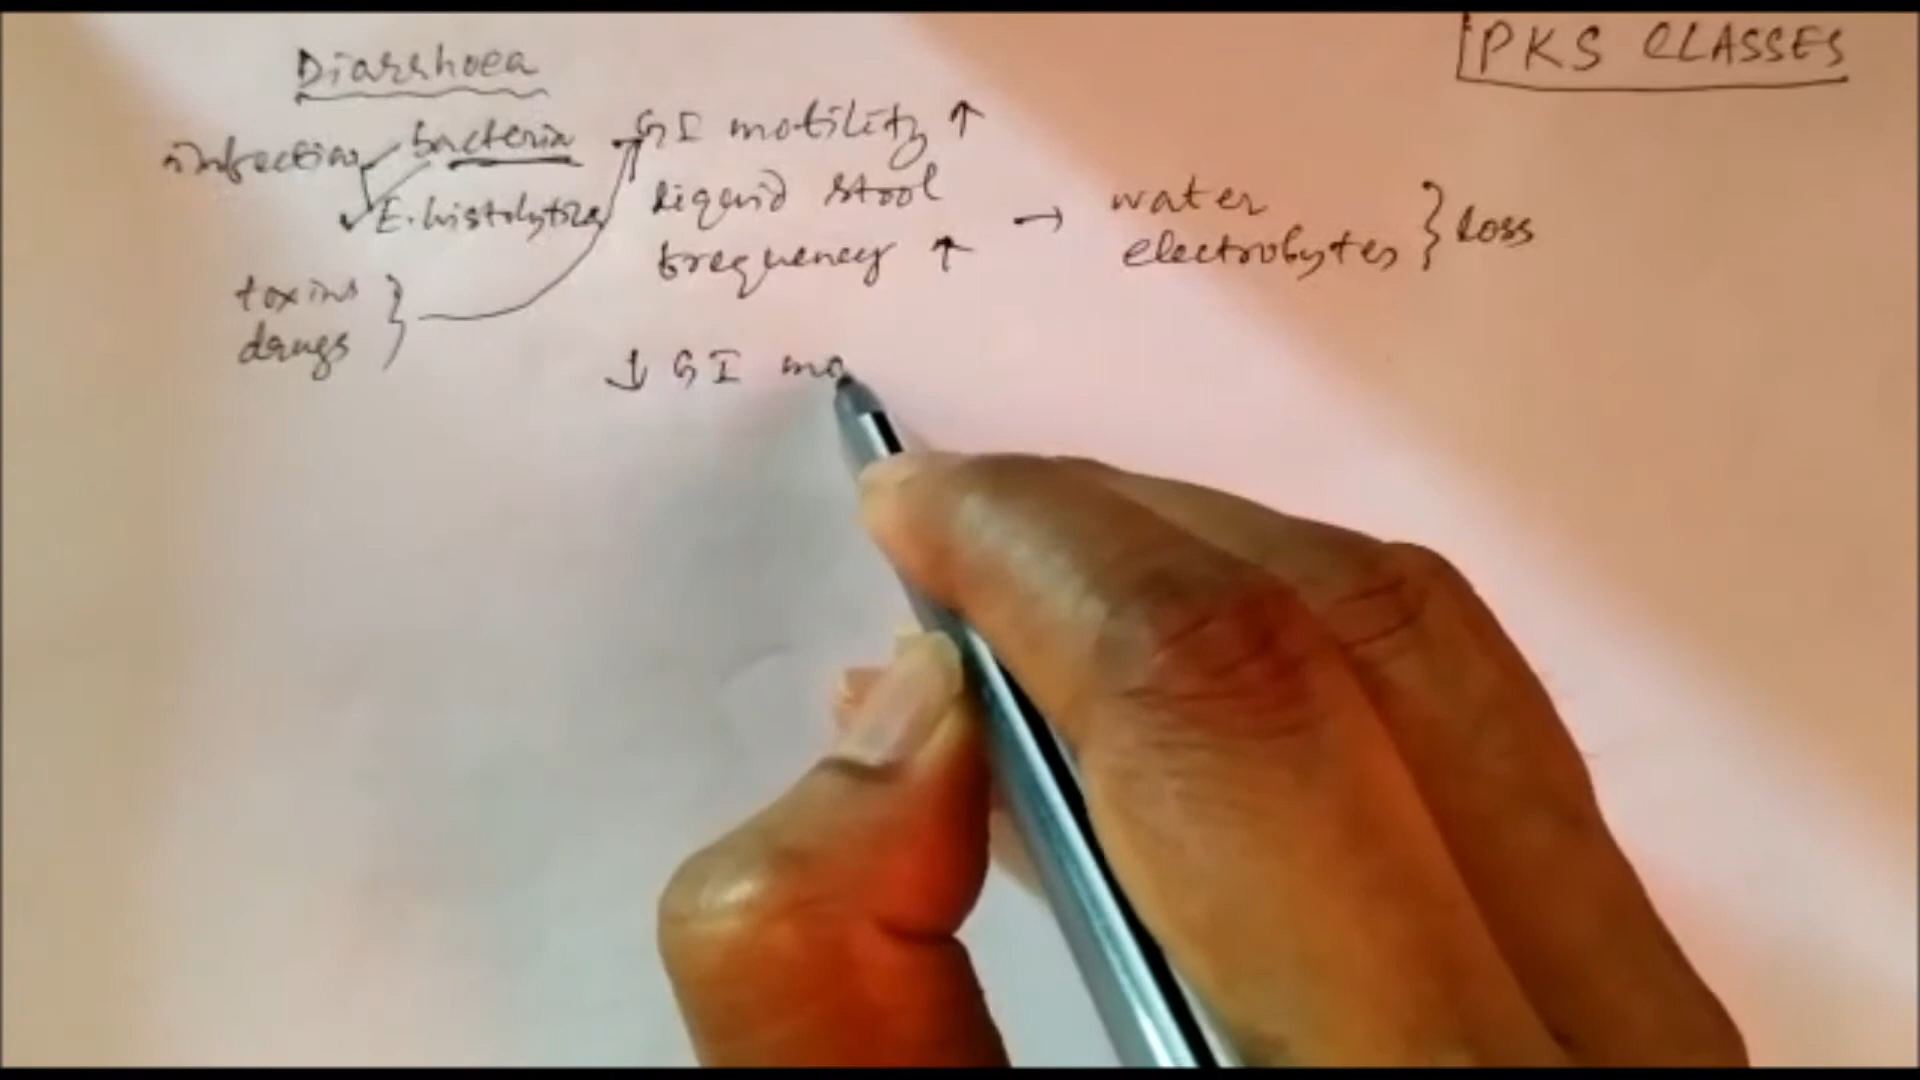 PKS CLASSES
Diarrhoea
infection bacteria → GI motility ↑
E. histolytica liquid stool
frequency ↑ → water electrolytes } loss
toxins
drugs }
↓ GI mo